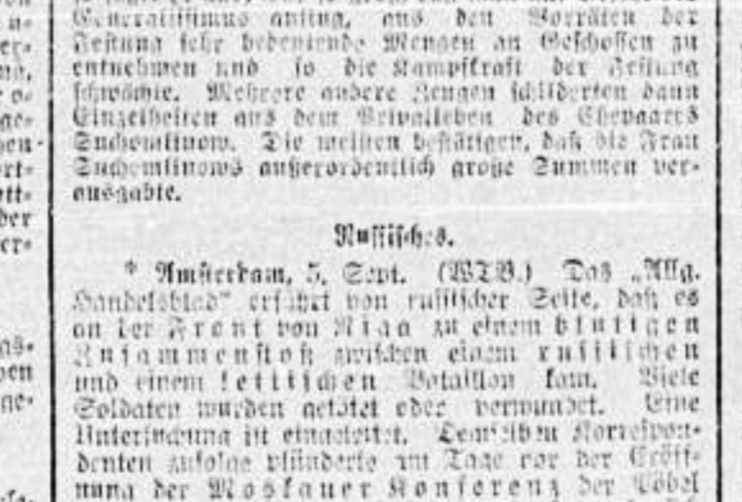 Generalissimus anfing, aus den Vorräten der
Festung sehr bedeutende Mengen an Geschossen zu
entnehmen und so die Kampfkraft der Festung
schwächte. Mehrere andere Zeugen schilderten dann
Einzelheiten aus dem Privatleben des Ehepaares
Suchomlinow. Die meisten bestätigen, daß die Frau
Suchomlinows außerordentlich große Summen ver-
ausgabte.
Russisches.
* Amsterdam, 5. Sept. (WTB.) Das „Allg.
Handelsblad" erfährt von russischer Seite, daß es
an der Front von Riga zu einem blutigen
Zusammenstoß zwischen einem russischen
und einem lettischen Bataillon kam. Viele
Soldaten wurden getötet oder verwundet. Eine
Untersuchung ist eingeleitet. Demselben Korrespon-
denten zufolge plünderte am Tage vor der Eröff-
nung der Moskauer Konferenz der Pöbel